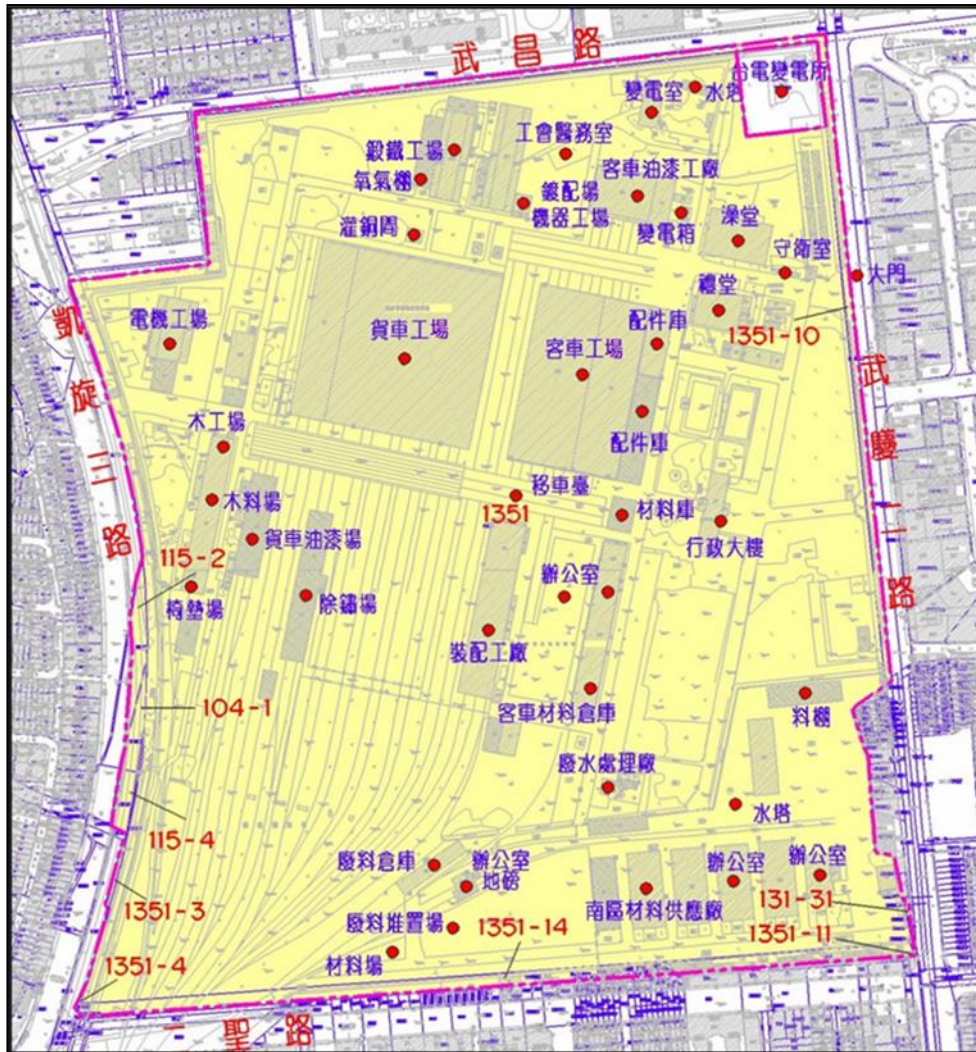 武昌路
台電變電所
變電室
水塔
鍛鐵工場
工會醫務室
氧氣棚
客車油漆工廠
鍍配場
機器工場
灌銅間
變電箱
澡堂
守衛室
大門
禮堂
凱旋三路
電機工場
貨車工場
配件庫
1351-10
客車工場
武慶二路
木工場
配件庫
移車臺
1351
木料場
材料庫
貨車油漆場
行政大樓
115-2
辦公室
椅墊場
除鏽場
裝配工廠
104-1
客車材料倉庫
料棚
廢水處理廠
115-4
水塔
廢料倉庫
辦公室
地磅
辦公室
辦公室
1351-3
131-31
南區材料供應廠
廢料堆置場
1351-14
1351-11
材料場
1351-4
二聖路